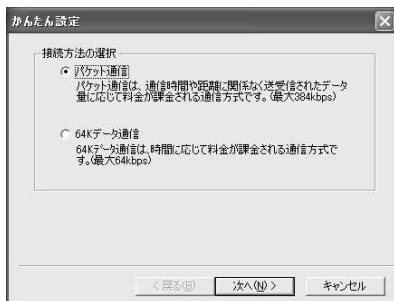 かんたん設定
接続方法の選択
パケット通信
パケット通信は、通信時間や距離に関係なく送受信されたデータ
量に応じて料金が課金される通信方式です。(最大384kbps)
64Kデータ通信
64Kデータ通信は、時間に応じて料金が課金される通信方式で
す。(最大64kbps)
< 戻る(B)
次へ(N) >
キャンセル